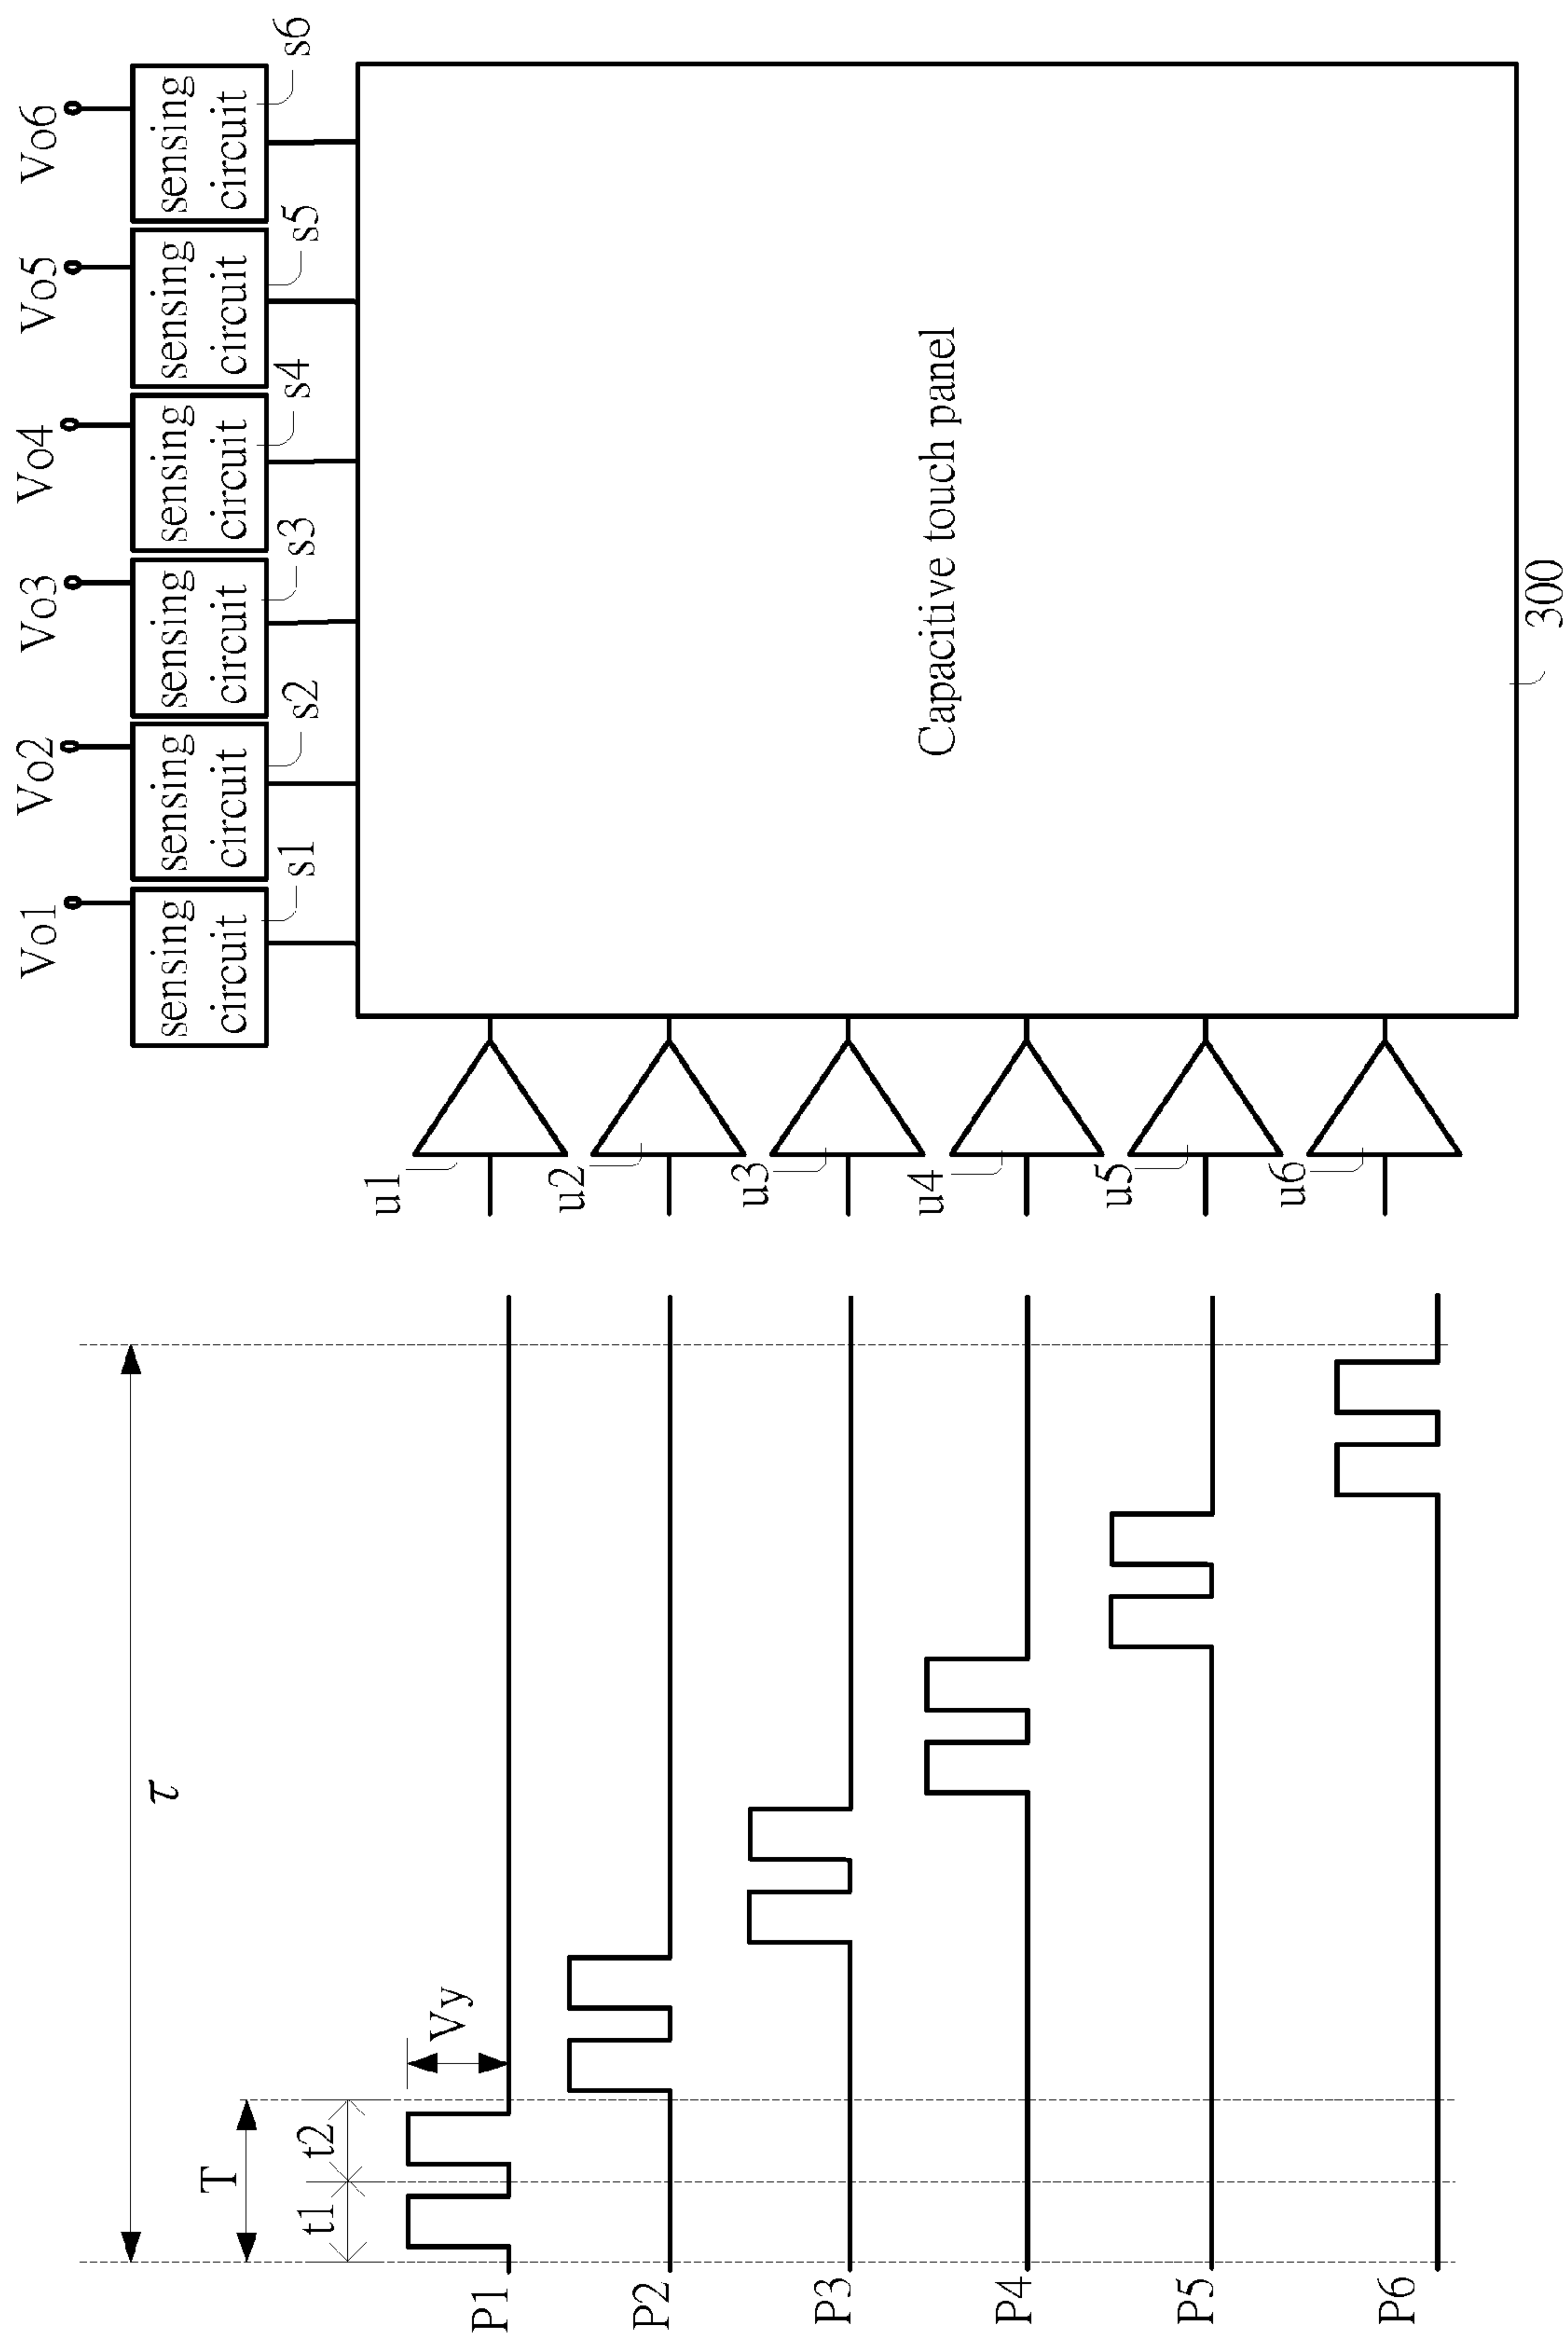 Vo1
Vo2
Vo3
Vo4
Vo5
Vo6
sensing
circuit
sensing
circuit
sensing
circuit
sensing
circuit
sensing
circuit
sensing
circuit
s1
s2
s3
s4
s5
s6
τ
T
t1
t2
Vy
P1
P2
P3
P4
P5
P6
u1
u2
u3
u4
u5
u6
Capacitive touch panel
300